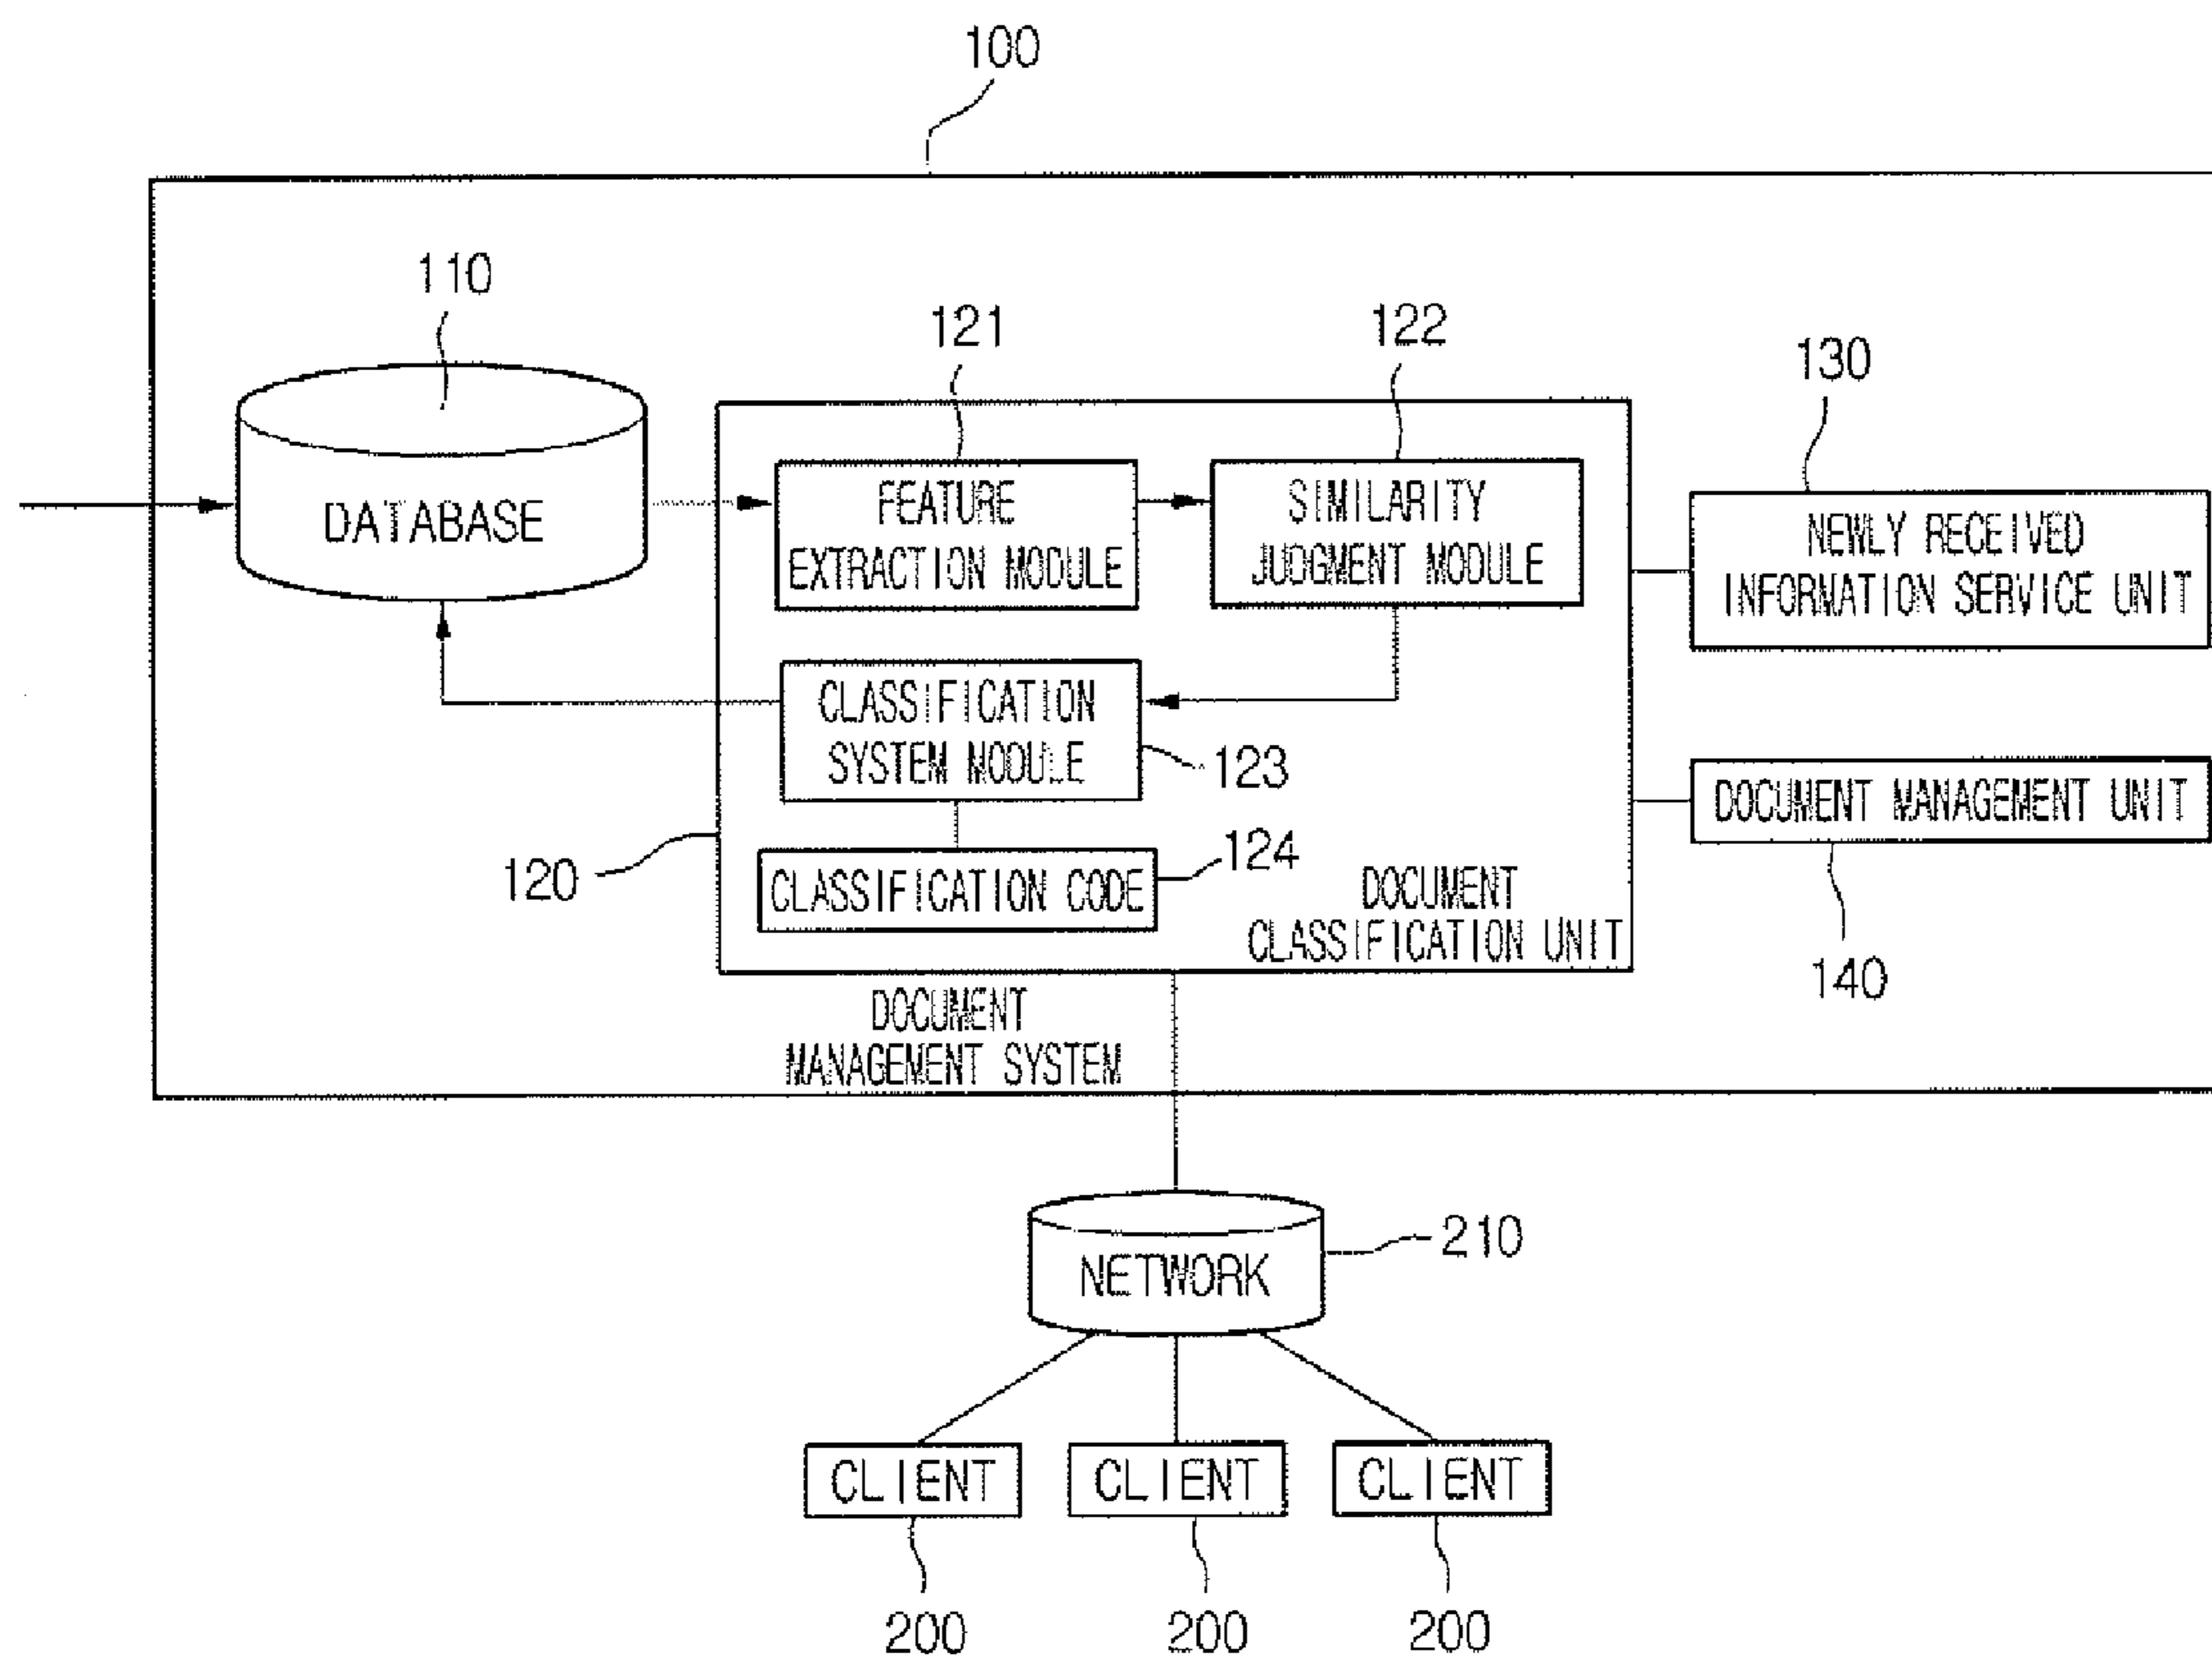 100
110
121
122
130
DATABASE
FEATURE
EXTRACTION MODULE
SIMILARITY
JUDGMENT MODULE
NEWLY RECEIVED
INFORMATION SERVICE UNIT
CLASSIFICATION
SYSTEM MODULE
123
DOCUMENT MANAGEMENT UNIT
120
124
CLASSIFICATION CODE
DOCUMENT
CLASSIFICATION UNIT
140
DOCUMENT
MANAGEMENT SYSTEM
210
NETWORK
CLIENT
CLIENT
CLIENT
200
200
200